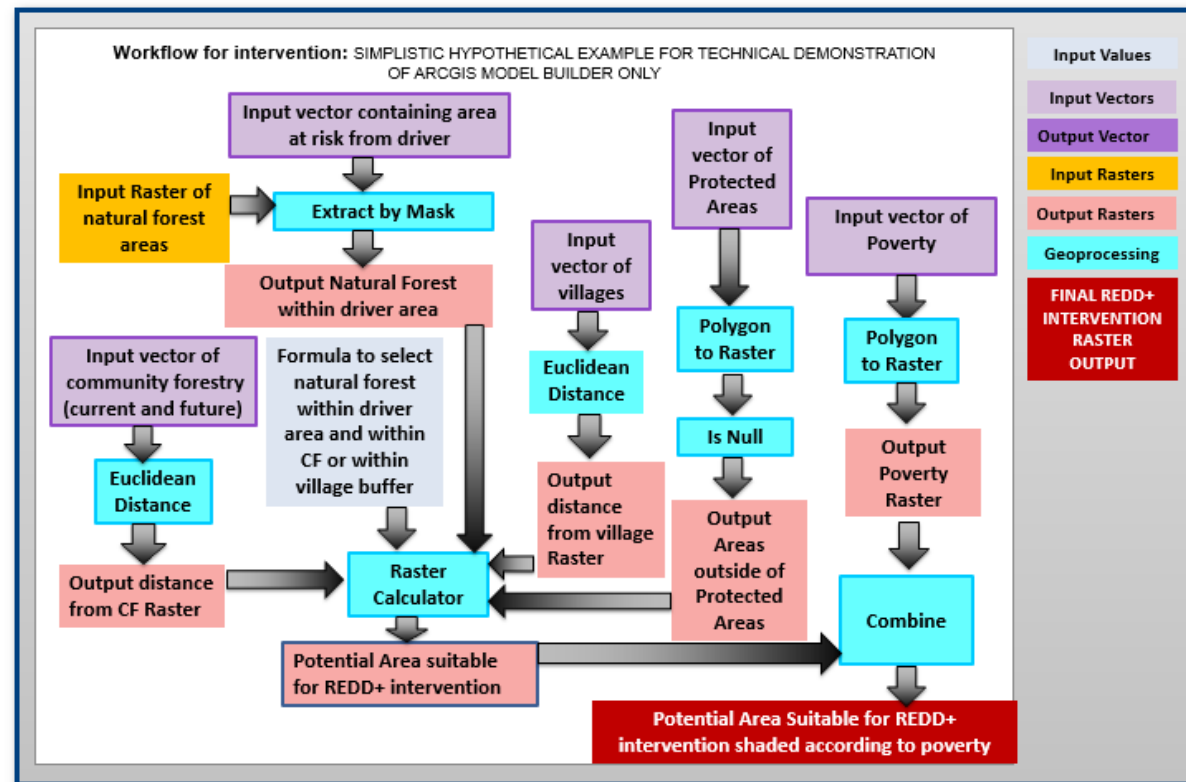 Workflow for intervention: SIMPLISTIC HYPOTHETICAL EXAMPLE FOR TECHNICAL DEMONSTRATION
OF ARCGIS MODEL BUILDER ONLY
Input vector containing area
at risk from driver
Input Raster of
natural forest
areas
Extract by Mask
Output Natural Forest
within driver area
Input vector of
community forestry
(current and future)
Euclidean
Distance
Output distance
from CF Raster
Formula to select
natural forest
within driver
area and within
CF or within
village buffer
Raster
Calculator
Potential Area suitable
for REDD+ intervention
Input
vector of
villages
Euclidean
Distance
Output
distance
from village
Raster
Input
vector of
Protected
Areas
Polygon
to Raster
Is Null
Output
Areas
outside of
Protected
Areas
Input vector of
Poverty
Polygon
to Raster
Output
Poverty
Raster
Combine
Potential Area Suitable for REDD+
intervention shaded according to poverty
Input Values
Input Vectors
Output Vector
Input Rasters
Output Rasters
Geoprocessing
FINAL REDD+
INTERVENTION
RASTER
OUTPUT